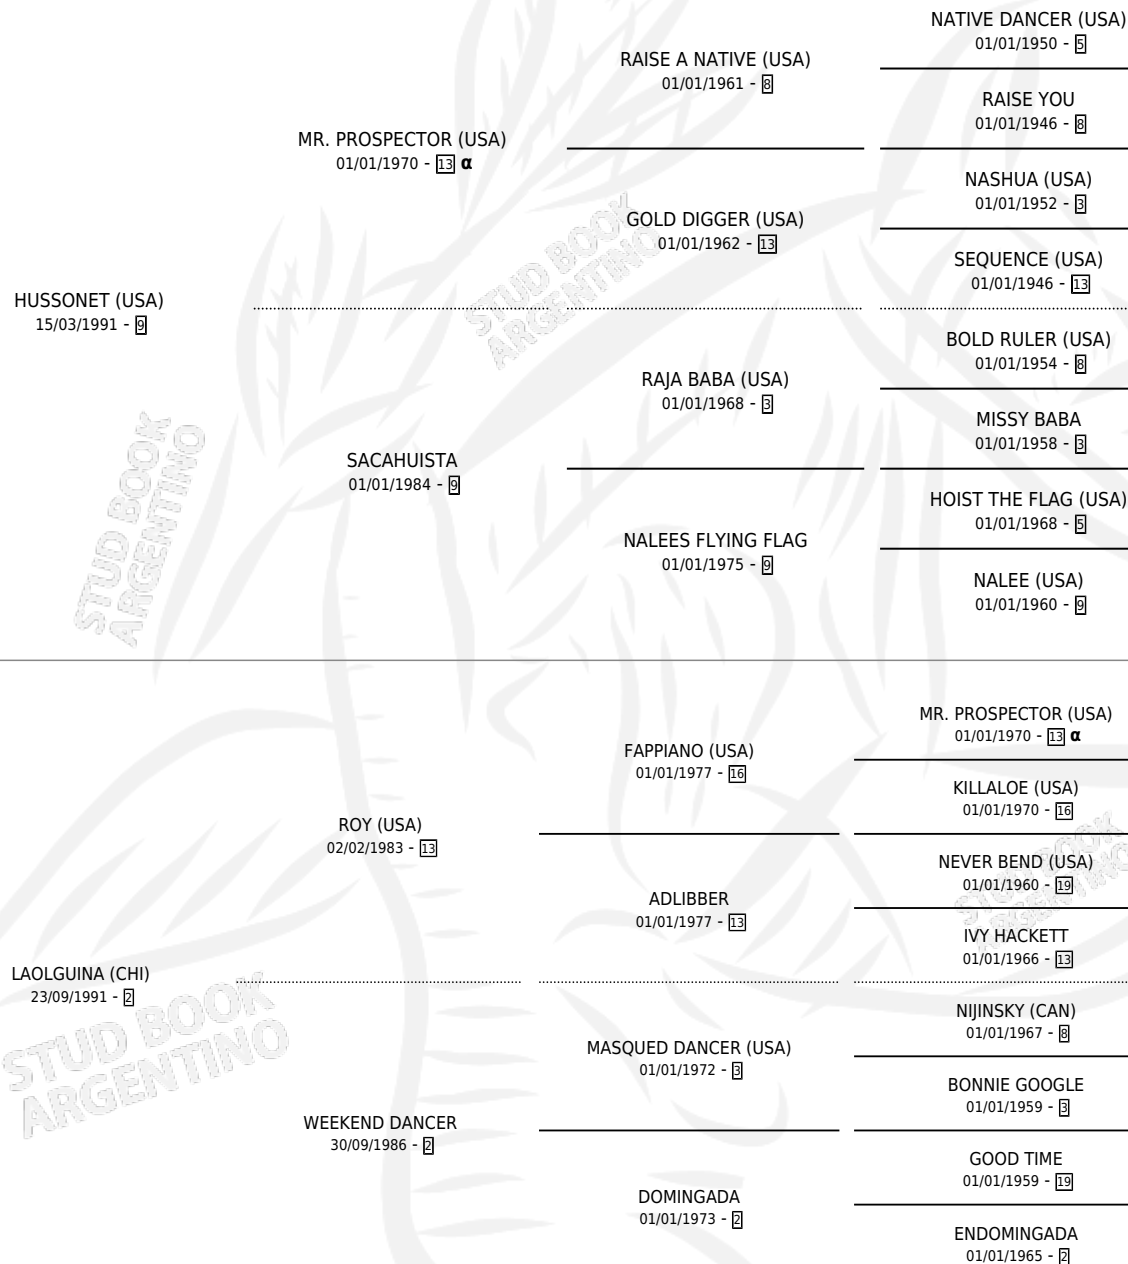 NATIVE DANCER (USA)
01/01/1950 - 5
RAISE A NATIVE (USA)
01/01/1961 - 8
RAISE YOU
01/01/1946 - 8
MR. PROSPECTOR (USA)
01/01/1970 - 13 α
NASHUA (USA)
01/01/1952 - 3
GOLD DIGGER (USA)
01/01/1962 - 13
SEQUENCE (USA)
01/01/1946 - 13
HUSSONET (USA)
15/03/1991 - 9
BOLD RULER (USA)
01/01/1954 - 8
RAJA BABA (USA)
01/01/1968 - 3
MISSY BABA
01/01/1958 - 3
SACAHUISTA
01/01/1984 - 9
HOIST THE FLAG (USA)
01/01/1968 - 5
NALEES FLYING FLAG
01/01/1975 - 9
NALEE (USA)
01/01/1960 - 9
MR. PROSPECTOR (USA)
01/01/1970 - 13 α
FAPPIANO (USA)
01/01/1977 - 16
KILLALOE (USA)
01/01/1970 - 16
ROY (USA)
02/02/1983 - 13
NEVER BEND (USA)
01/01/1960 - 19
ADLIBBER
01/01/1977 - 13
IVY HACKETT
01/01/1966 - 13
LAOLGUINA (CHI)
23/09/1991 - 2
NIJINSKY (CAN)
01/01/1967 - 8
MASQUED DANCER (USA)
01/01/1972 - 3
BONNIE GOOGLE
01/01/1959 - 3
WEEKEND DANCER
30/09/1986 - 2
GOOD TIME
01/01/1959 - 19
DOMINGADA
01/01/1973 - 2
ENDOMINGADA
01/01/1965 - 2
STUD BOOK
ARGENTINO
STUD BOOK
ARGENTINO
STUD BOOK
ARGENTINO
STUD BOOK
ARGENTINO